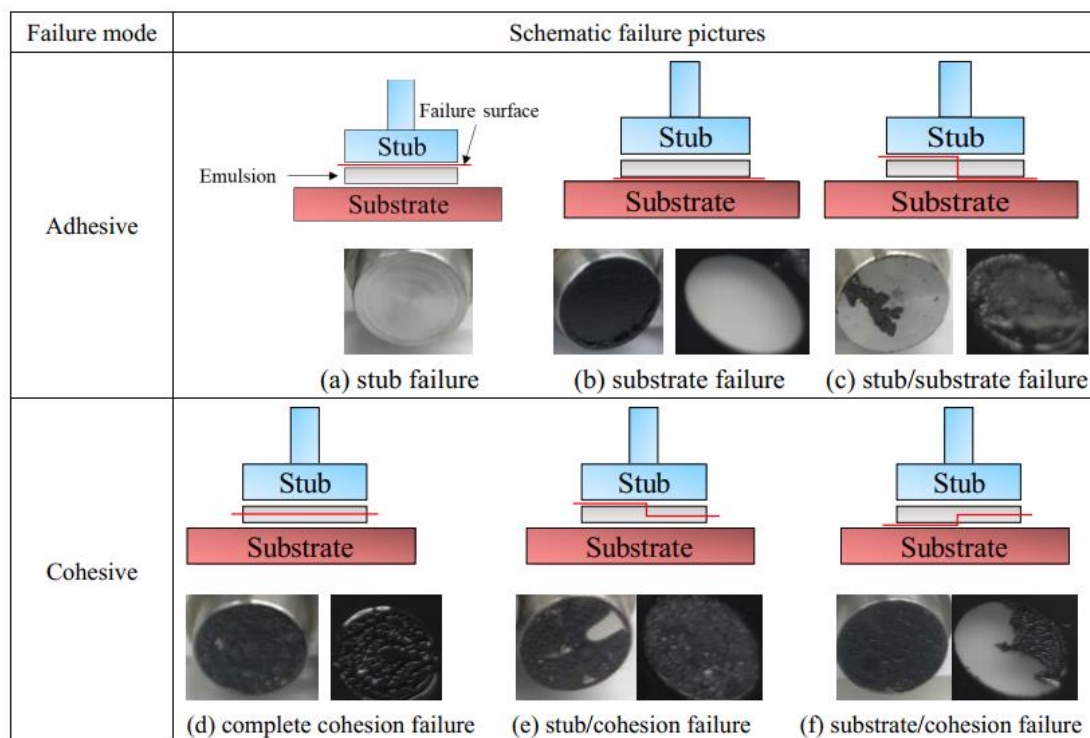 Failure mode
Schematic failure pictures
Adhesive
Stub
Failure surface
Emulsion
Substrate
Stub
Substrate
Stub
Substrate
(a) stub failure
(b) substrate failure
(c) stub/substrate failure
Cohesive
Stub
Substrate
Stub
Substrate
Stub
Substrate
(d) complete cohesion failure
(e) stub/cohesion failure
(f) substrate/cohesion failure